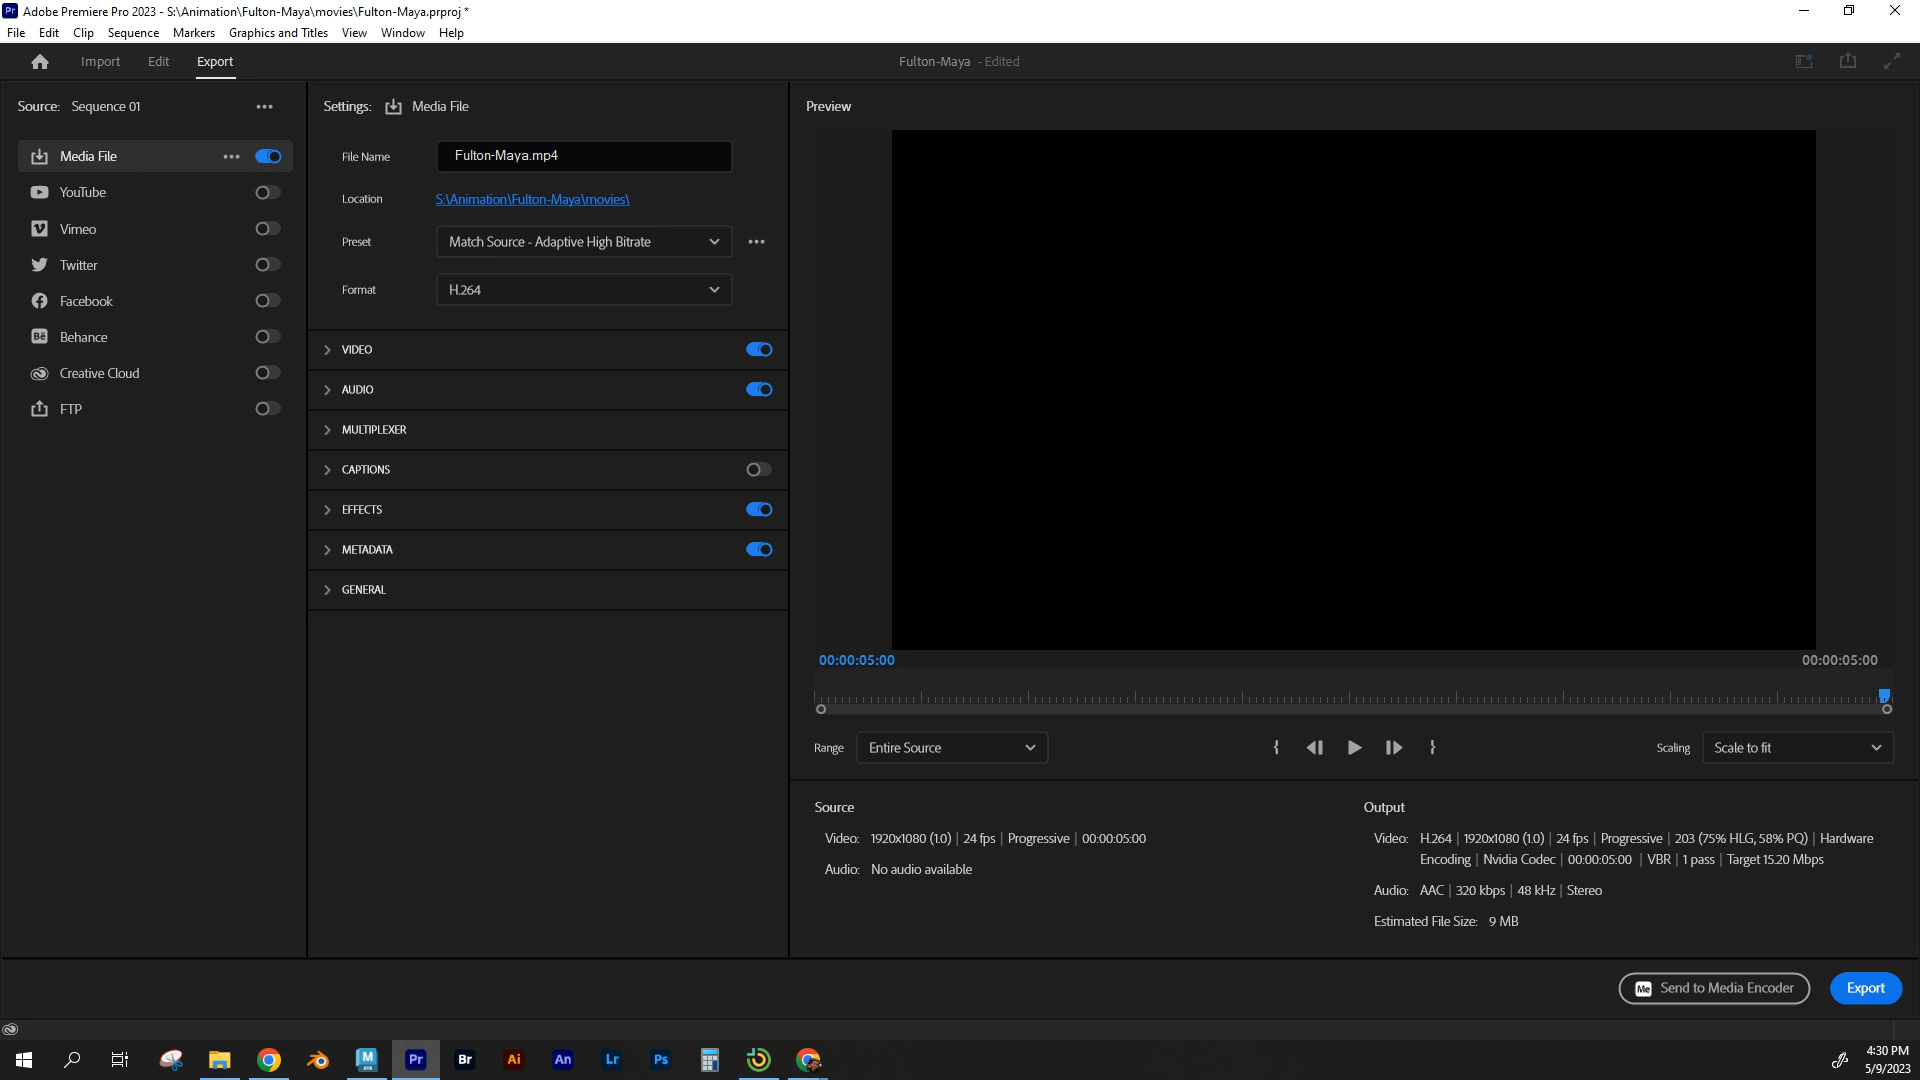 Pr Adobe Premiere Pro 2023 - S:\Animation\Fulton-Maya\movies\Fulton-Maya.prproj *
File Edit Clip Sequence Markers Graphics and Titles View Window Help
Import Edit Export
Fulton-Maya - Edited
Source: Sequence 01
Media File
YouTube
Vimeo
Twitter
Facebook
Bē Behance
Creative Cloud
FTP
Settings: Media File
File Name Fulton-Maya.mp4
Location S:\Animation\Fulton-Maya\movies\
Preset Match Source - Adaptive High Bitrate
Format H.264
VIDEO
AUDIO
MULTIPLEXER
CAPTIONS
EFFECTS
METADATA
GENERAL
Preview
00:00:05:00 00:00:05:00
Range Entire Source
Scaling Scale to fit
Source
Video: 1920x1080 (1.0) | 24 fps | Progressive | 00:00:05:00
Audio: No audio available
Output
Video: H.264 | 1920x1080 (1.0) | 24 fps | Progressive | 203 (75% HLG, 58% PQ) | Hardware
Encoding | Nvidia Codec | 00:00:05:00 | VBR | 1 pass | Target 15.20 Mbps
Audio: AAC | 320 kbps | 48 kHz | Stereo
Estimated File Size: 9 MB
Me Send to Media Encoder
Export
M Pr Br Ai An Lr Ps
4:30 PM
5/9/2023